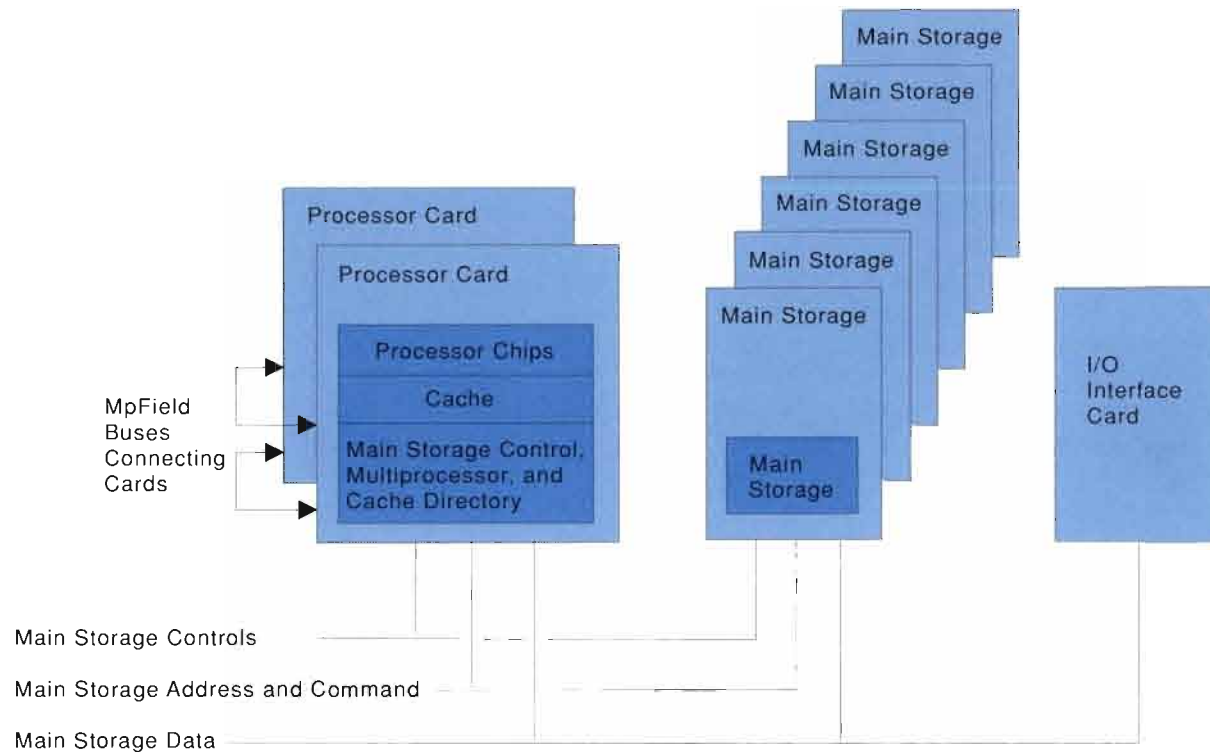 Main Storage
Main Storage
Main Storage
Main Storage
Main Storage
Main Storage
Processor Card
Processor Card
Processor Chips
Cache
Main Storage Control,
Multiprocessor, and
Cache Directory
Main
Storage
I/O
Interface
Card
MpField
Buses
Connecting
Cards
Main Storage Controls
Main Storage Address and Command
Main Storage Data